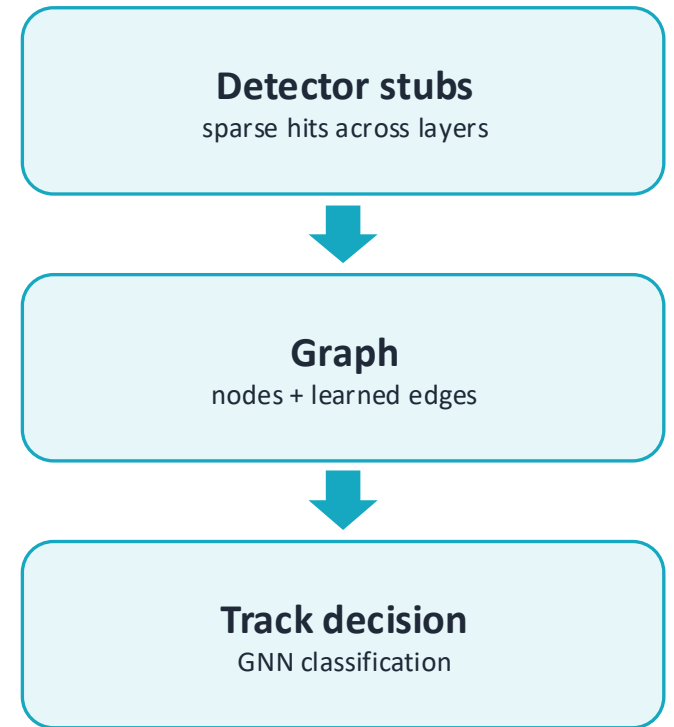 Detector stubs
sparse hits across layers
Graph
nodes + learned edges
Track decision
GNN classification